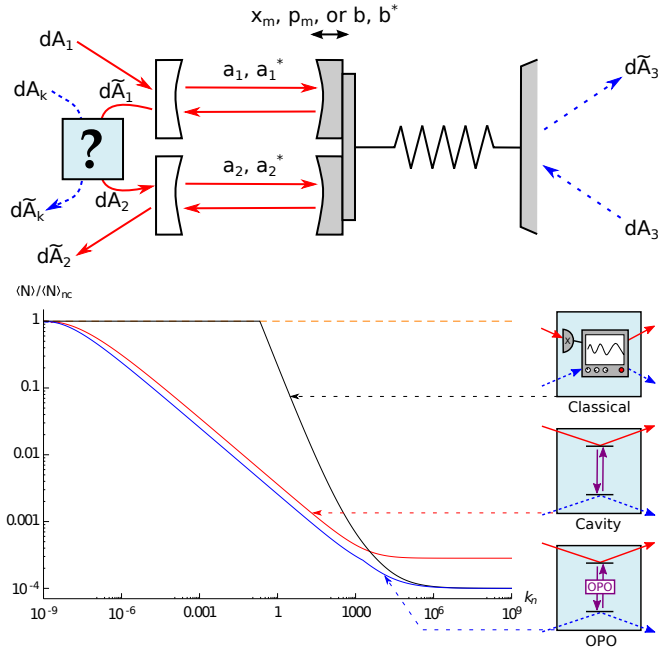 xₘ, pₘ, or b, b*
dA₁
dAₖ
dÃ₁
a₁, a₁*
dÃ₃
?
dÃₖ
dA₂
a₂, a₂*
dA₃
dÃ₂
⟨N⟩/⟨N⟩nc
1
0.1
0.01
0.001
10⁻⁴
10⁻⁹
10⁻⁶
0.001
1
1000
10⁶
kₙ
10⁹
X
Classical
Cavity
OPO
OPO